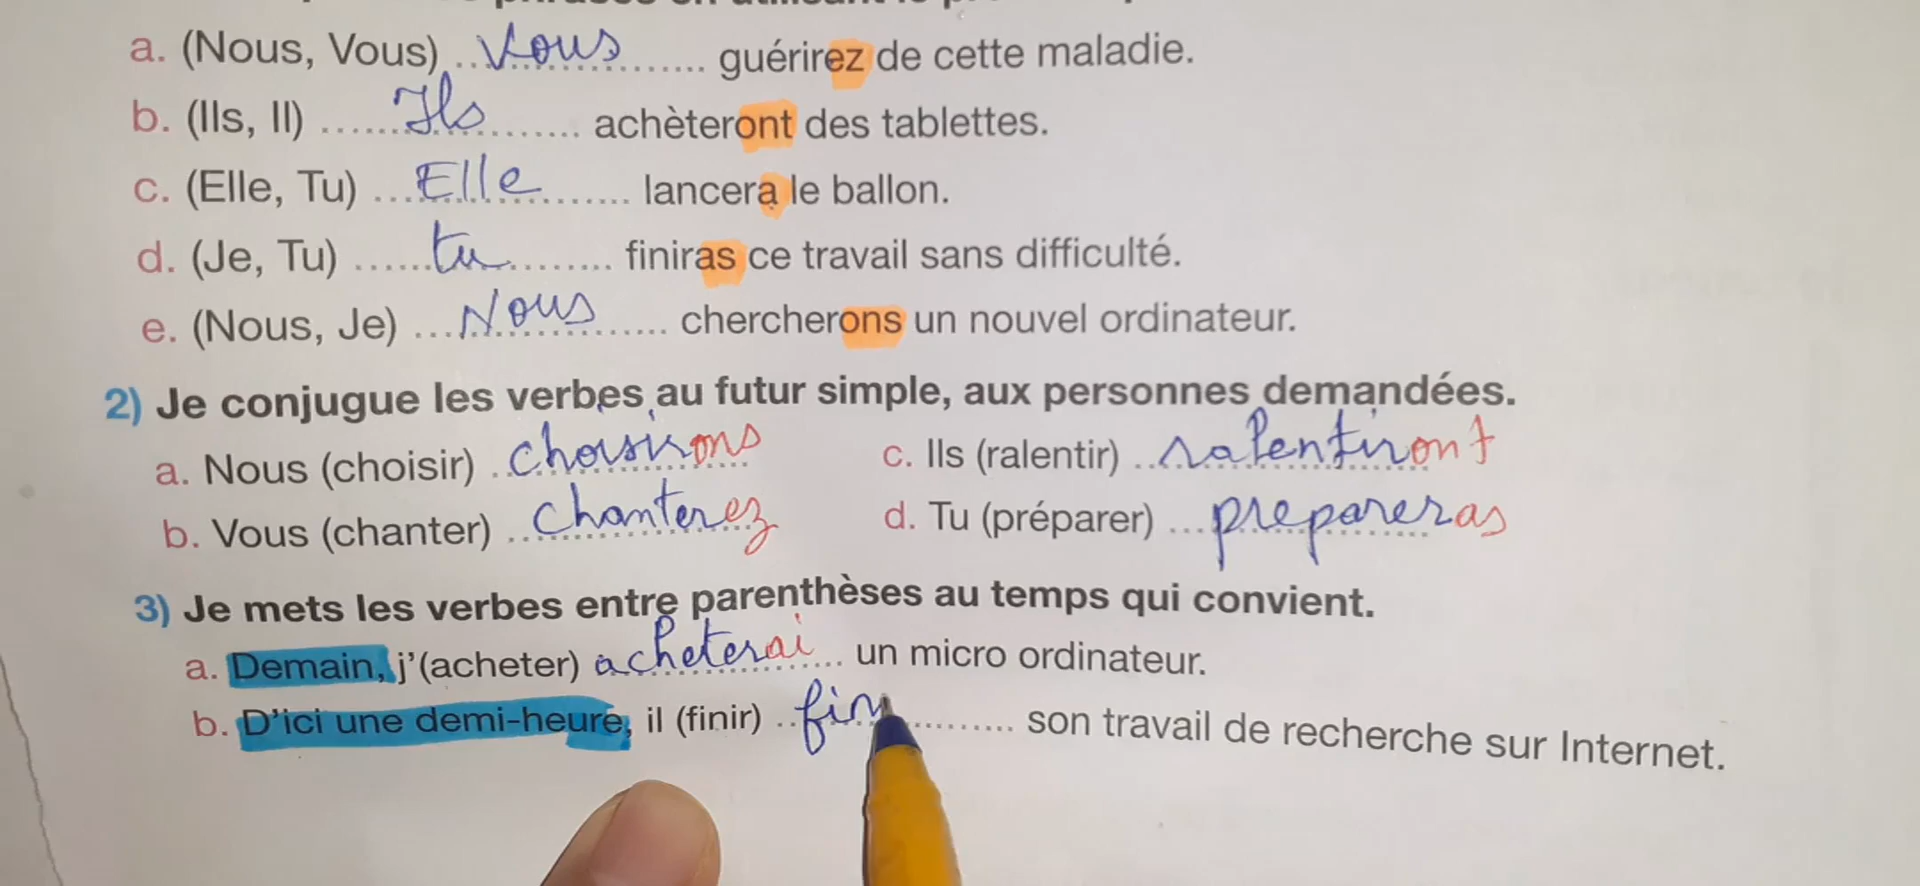 a. (Nous, Vous) ..Vous........ guérirez de cette maladie.
b. (Ils, Il) ......Ils.......... achèteront des tablettes.
c. (Elle, Tu) ...Elle.......... lancera le ballon.
d. (Je, Tu) ......tu.......... finiras ce travail sans difficulté.
e. (Nous, Je) ...Nous.......... chercherons un nouvel ordinateur.
2) Je conjugue les verbes au futur simple, aux personnes demandées.
a. Nous (choisir) .choisirons
c. Ils (ralentir) ..ralentiront
b. Vous (chanter) ..chanterez
d. Tu (préparer) ...prepareras
3) Je mets les verbes entre parenthèses au temps qui convient.
a. Demain, j'(acheter) acheterai... un micro ordinateur.
b. D'ici une demi-heure, il (finir) ..fin......... son travail de recherche sur Internet.